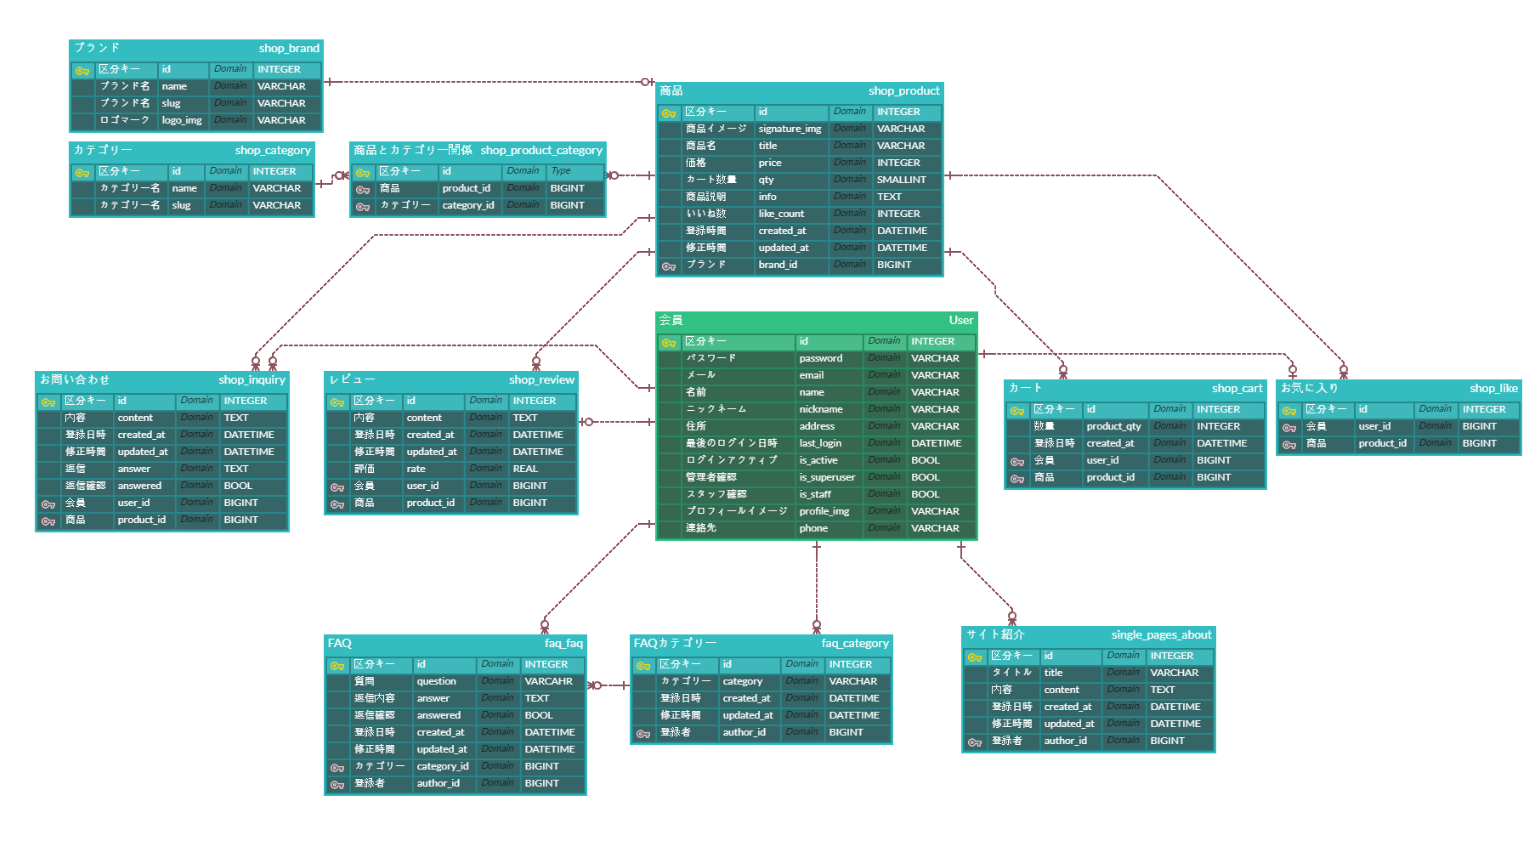 ブランド shop_brand
区分キー id Domain INTEGER
ブランド名 name Domain VARCHAR
ブランド名 slug Domain VARCHAR
ロゴマーク logo_img Domain VARCHAR
カテゴリー shop_category
区分キー id Domain INTEGER
カテゴリー名 name Domain VARCHAR
カテゴリー名 slug Domain VARCHAR
商品とカテゴリー関係 shop_product_category
区分キー id Domain Type
商品 product_id Domain BIGINT
カテゴリー category_id Domain BIGINT
商品 shop_product
区分キー id Domain INTEGER
商品イメージ signature_img Domain VARCHAR
商品名 title Domain VARCHAR
価格 price Domain INTEGER
カート数量 qty Domain SMALLINT
商品説明 info Domain TEXT
いいね数 like_count Domain INTEGER
登録時間 created_at Domain DATETIME
修正時間 updated_at Domain DATETIME
ブランド brand_id Domain BIGINT
会員 User
区分キー id Domain INTEGER
パスワード password Domain VARCHAR
メール email Domain VARCHAR
名前 name Domain VARCHAR
ニックネーム nickname Domain VARCHAR
住所 address Domain VARCHAR
最後のログイン日時 last_login Domain DATETIME
ログインアクティブ is_active Domain BOOL
管理者確認 is_superuser Domain BOOL
スタッフ確認 is_staff Domain BOOL
プロフィールイメージ profile_img Domain VARCHAR
連絡先 phone Domain VARCHAR
お問い合わせ shop_inquiry
区分キー id Domain INTEGER
内容 content Domain TEXT
登録日時 created_at Domain DATETIME
修正時間 updated_at Domain DATETIME
返信 answer Domain TEXT
返信確認 answered Domain BOOL
会員 user_id Domain BIGINT
商品 product_id Domain BIGINT
レビュー shop_review
区分キー id Domain INTEGER
内容 content Domain TEXT
登録日時 created_at Domain DATETIME
修正時間 updated_at Domain DATETIME
評価 rate Domain REAL
会員 user_id Domain BIGINT
商品 product_id Domain BIGINT
カート shop_cart
区分キー id Domain INTEGER
数量 product_qty Domain INTEGER
登録日時 created_at Domain DATETIME
会員 user_id Domain BIGINT
商品 product_id Domain BIGINT
お気に入り shop_like
区分キー id Domain INTEGER
会員 user_id Domain BIGINT
商品 product_id Domain BIGINT
FAQ faq_faq
区分キー id Domain INTEGER
質問 question Domain VARCAHR
返信内容 answer Domain TEXT
返信確認 answered Domain BOOL
登録日時 created_at Domain DATETIME
修正時間 updated_at Domain DATETIME
カテゴリー category_id Domain BIGINT
登録者 author_id Domain BIGINT
FAQカテゴリー faq_category
区分キー id Domain INTEGER
カテゴリー category Domain VARCHAR
登録日時 created_at Domain DATETIME
修正時間 updated_at Domain DATETIME
登録者 author_id Domain BIGINT
サイト紹介 single_pages_about
区分キー id Domain INTEGER
タイトル title Domain VARCHAR
内容 content Domain TEXT
登録日時 created_at Domain DATETIME
修正時間 updated_at Domain DATETIME
登録者 author_id Domain BIGINT